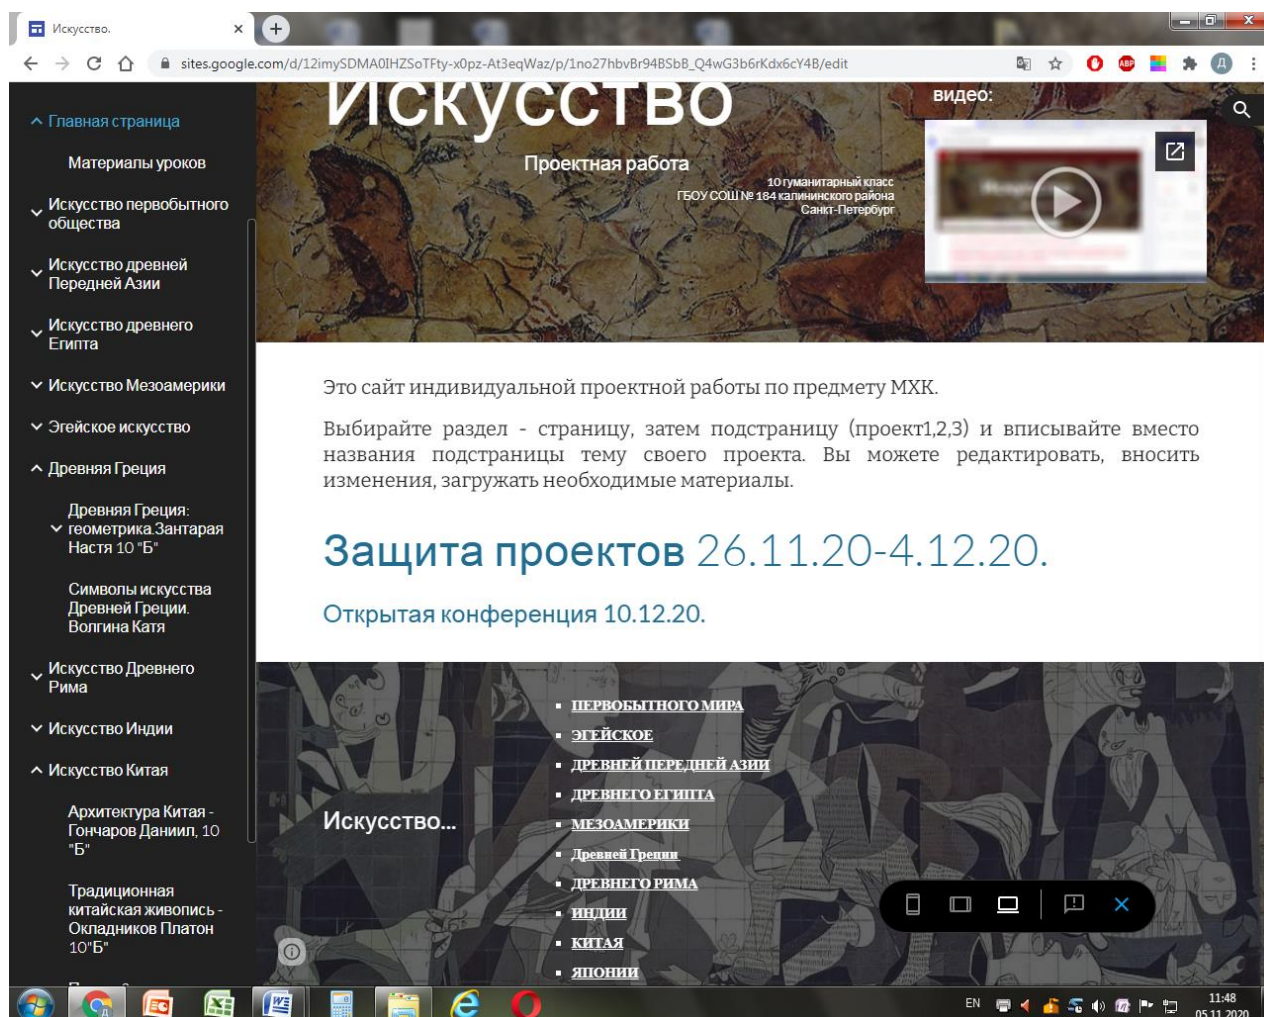 Искусство.
sites.google.com/d/12imySDMA0IHZSoTFty-x0pz-At3eqWaz/p/1no27hbvBr94BSbB_Q4wG3b6rKdx6cY4B/edit
ABP
Д
Главная страница
Материалы уроков
Искусство первобытного
общества
Искусство древней
Передней Азии
Искусство древнего
Египта
Искусство Мезоамерики
Эгейское искусство
Древняя Греция
Древняя Греция:
геометрика.Зантарая
Настя 10 "Б"
Символы искусства
Древней Греции.
Волгина Катя
Искусство Древнего
Рима
Искусство Индии
Искусство Китая
Архитектура Китая -
Гончаров Даниил, 10
"Б"
Традиционная
китайская живопись -
Окладников Платон
10"Б"
Искусство
Проектная работа
10 гуманитарный класс
ГБОУ СОШ № 184 калининского района
Санкт-Петербург
видео:
Это сайт индивидуальной проектной работы по предмету МХК.
Выбирайте раздел - страницу, затем подстраницу (проект1,2,3) и вписывайте вместо
названия подстраницы тему своего проекта. Вы можете редактировать, вносить
изменения, загружать необходимые материалы.
Защита проектов 26.11.20-4.12.20.
Открытая конференция 10.12.20.
Искусство...
ПЕРВОБЫТНОГО МИРА
ЭГЕЙСКОЕ
ДРЕВНЕЙ ПЕРЕДНЕЙ АЗИИ
ДРЕВНЕГО ЕГИПТА
МЕЗОАМЕРИКИ
Древней Греции
ДРЕВНЕГО РИМА
ИНДИИ
КИТАЯ
ЯПОНИИ
EN
11:48
05.11.2020